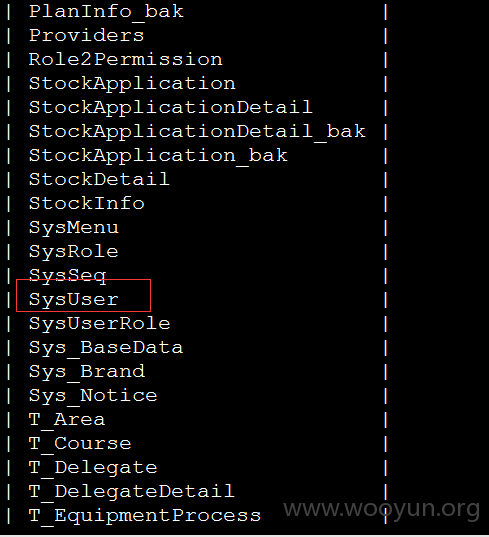 | PlanInfo_bak |
| Providers |
| Role2Permission |
| StockApplication |
| StockApplicationDetail |
| StockApplicationDetail_bak |
| StockApplication_bak |
| StockDetail |
| StockInfo |
| SysMenu |
| SysRole |
| SysSeq |
| SysUser |
| SysUserRole |
| Sys_BaseData |
| Sys_Brand |
| Sys_Notice |
| T_Area |
| T_Course |
| T_Delegate |
| T_DelegateDetail |
| T_EquipmentProcess |
www.wooyun.org